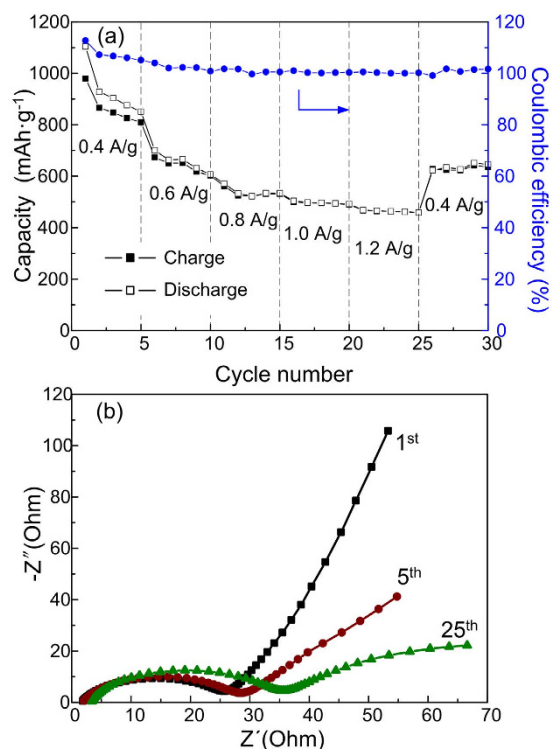 (a)
1200
1000
800
600
400
200
0
Capacity (mAh·g⁻¹)
120
100
80
60
40
20
0
Coulombic efficiency (%)
0.4 A/g
0.6 A/g
0.8 A/g
1.0 A/g
1.2 A/g
0.4 A/g
Charge
Discharge
0 5 10 15 20 25 30
Cycle number
(b)
120
100
80
60
40
20
0
-Z″(Ohm)
1st
5th
25th
0 10 20 30 40 50 60 70
Z′(Ohm)